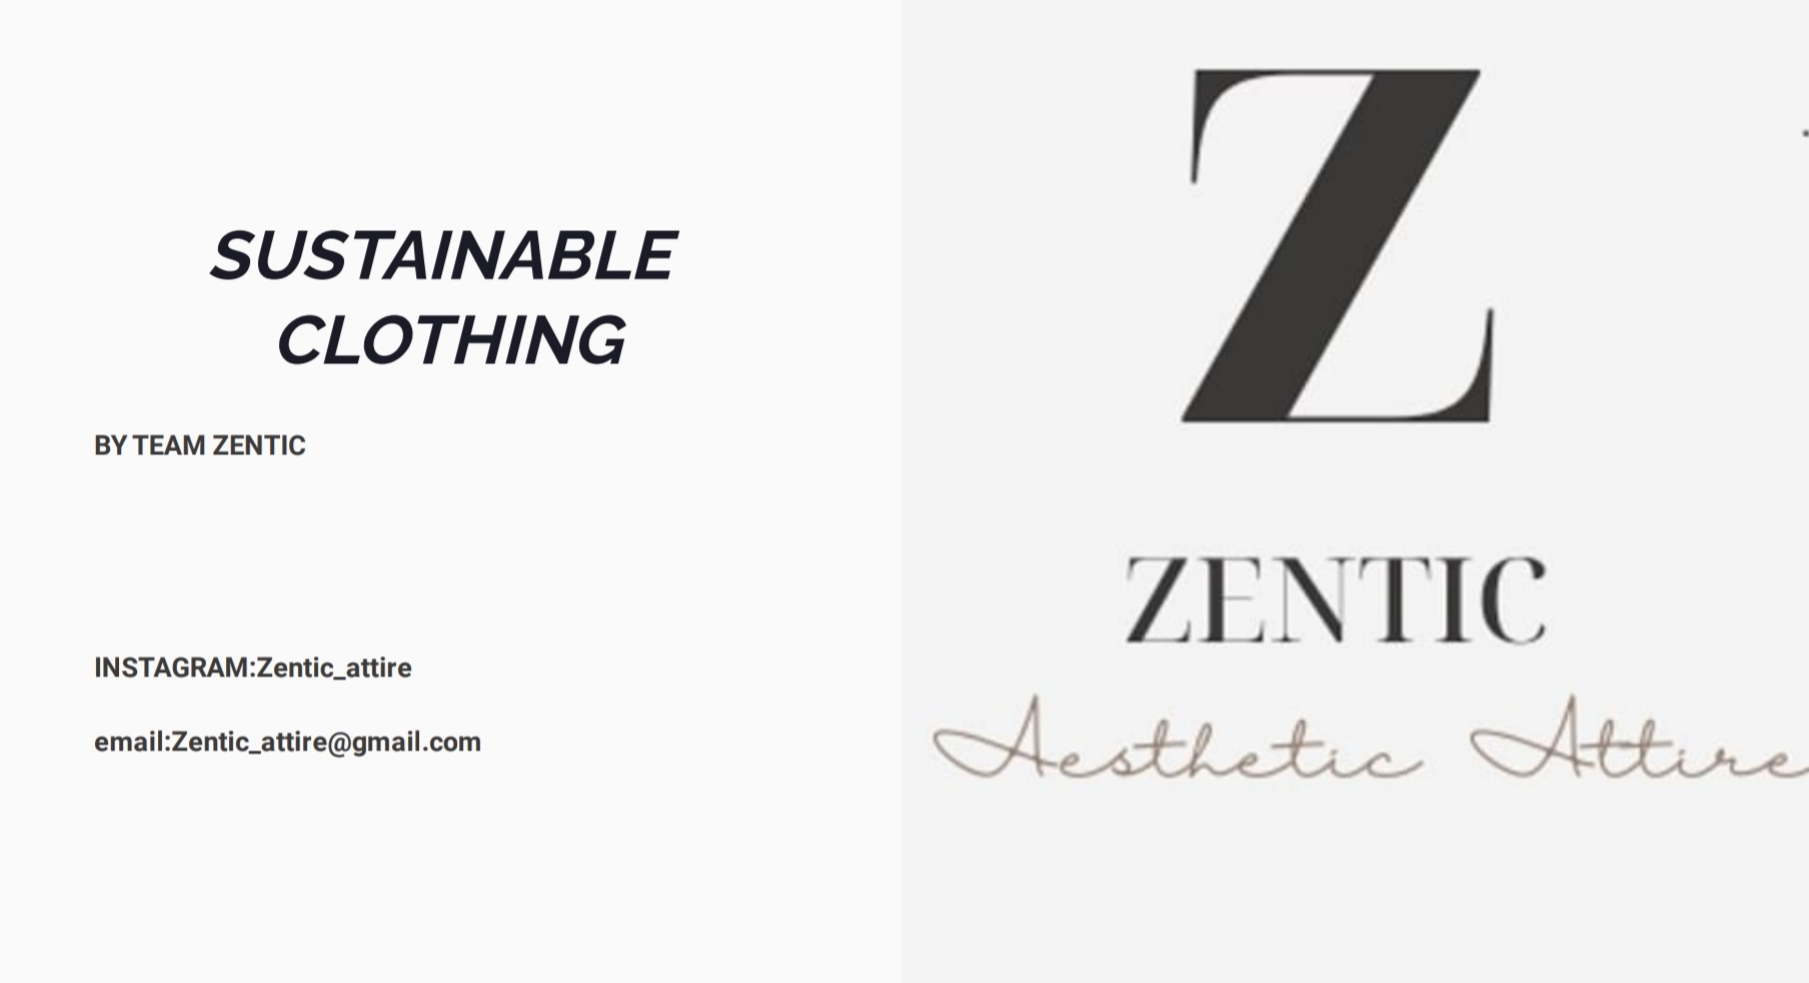 SUSTAINABLE
CLOTHING
BY TEAM ZENTIC
INSTAGRAM:Zentic_attire
email:Zentic_attire@gmail.com
Z
ZENTIC
Aesthetic Attire